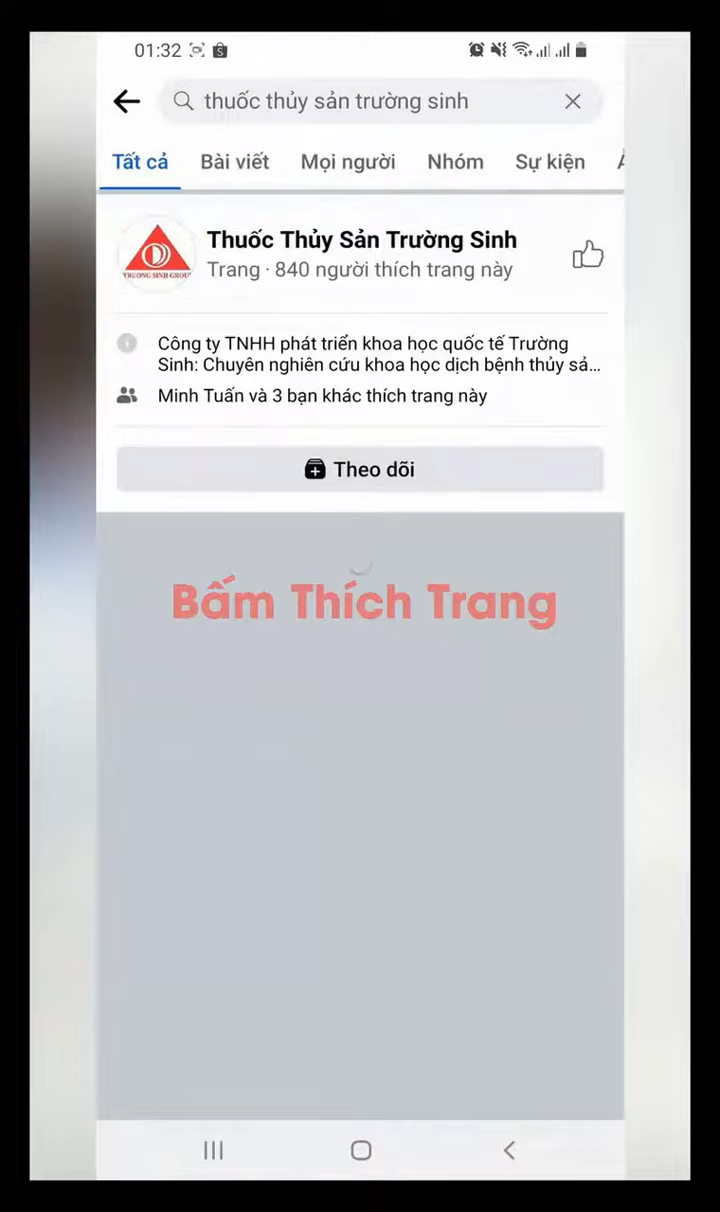 01:32
thuốc thủy sản trường sinh
Tất cả Bài viết Mọi người Nhóm Sự kiện
Thuốc Thủy Sản Trường Sinh
TRUONG SINH GROUP
Trang · 840 người thích trang này
Công ty TNHH phát triển khoa học quốc tế Trường
Sinh: Chuyên nghiên cứu khoa học dịch bệnh thủy sả...
Minh Tuấn và 3 bạn khác thích trang này
Theo dõi
Bấm Thích Trang